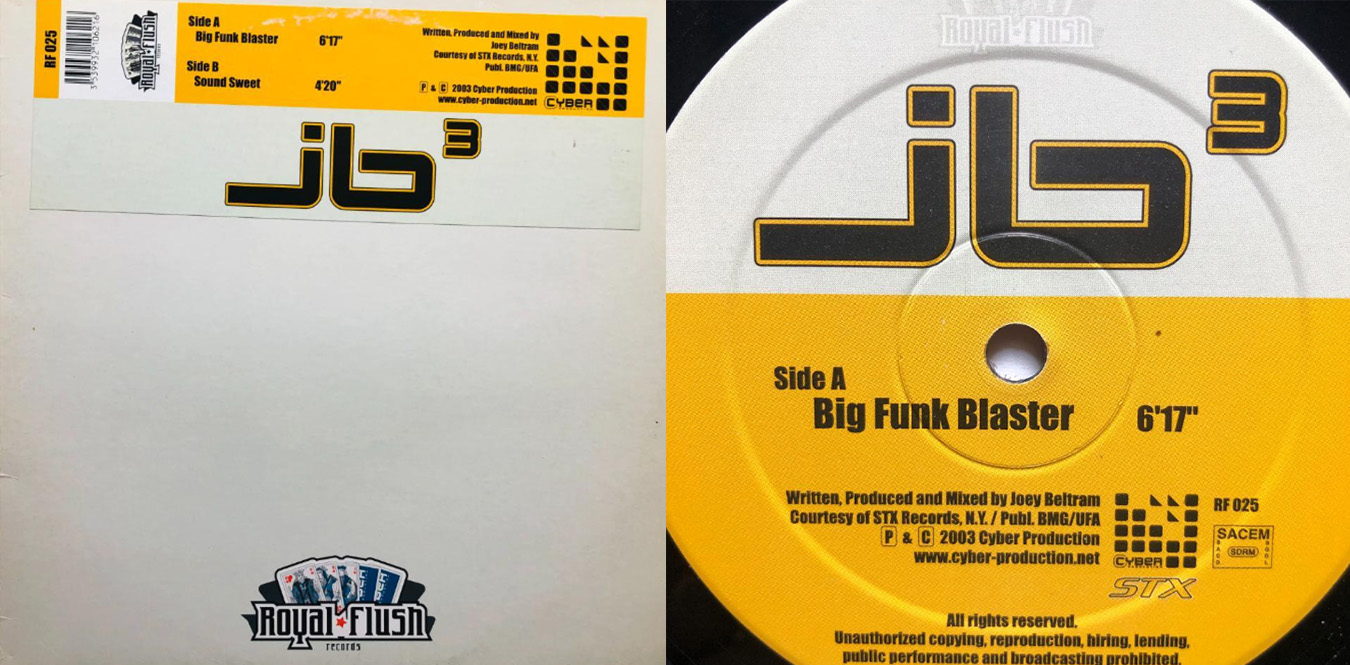 RF 025
Royal Flush
records
Side A
Big Funk Blaster 6'17"
Side B
Sound Sweet 4'20"
Written, Produced and Mixed by
Joey Beltram
Courtesy of STX Records, N.Y.
Publ. BMG/UFA
P & C 2003 Cyber Production
www.cyber-production.net
CYBER
jb3
Royal Flush
records
Royal Flush
jb3
Side A
Big Funk Blaster 6'17"
Written, Produced and Mixed by Joey Beltram
Courtesy of STX Records, N.Y. / Publ. BMG/UFA
P & C 2003 Cyber Production
www.cyber-production.net
CYBER
RF 025
SACEM
SDRM
SACD
SGDL
STX
All rights reserved.
Unauthorized copying, reproduction, hiring, lending,
public performance and broadcasting prohibited.